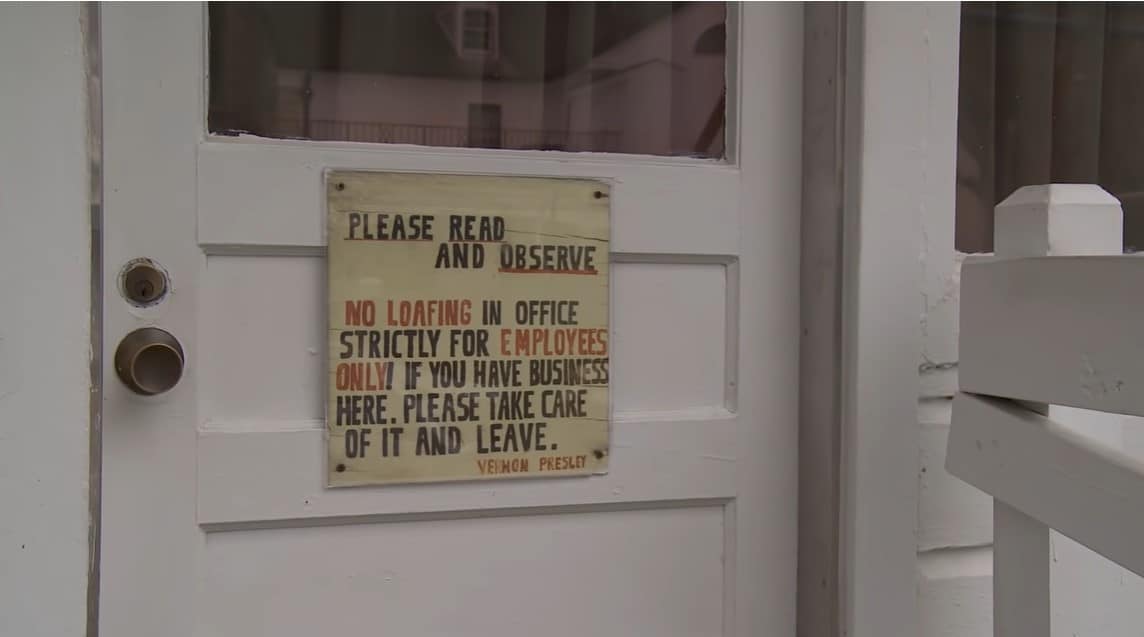 PLEASE READ
AND OBSERVE
NO LOAFING IN OFFICE
STRICTLY FOR EMPLOYEES
ONLY! IF YOU HAVE BUSINESS
HERE. PLEASE TAKE CARE
OF IT AND LEAVE.
VERNON PRESLEY